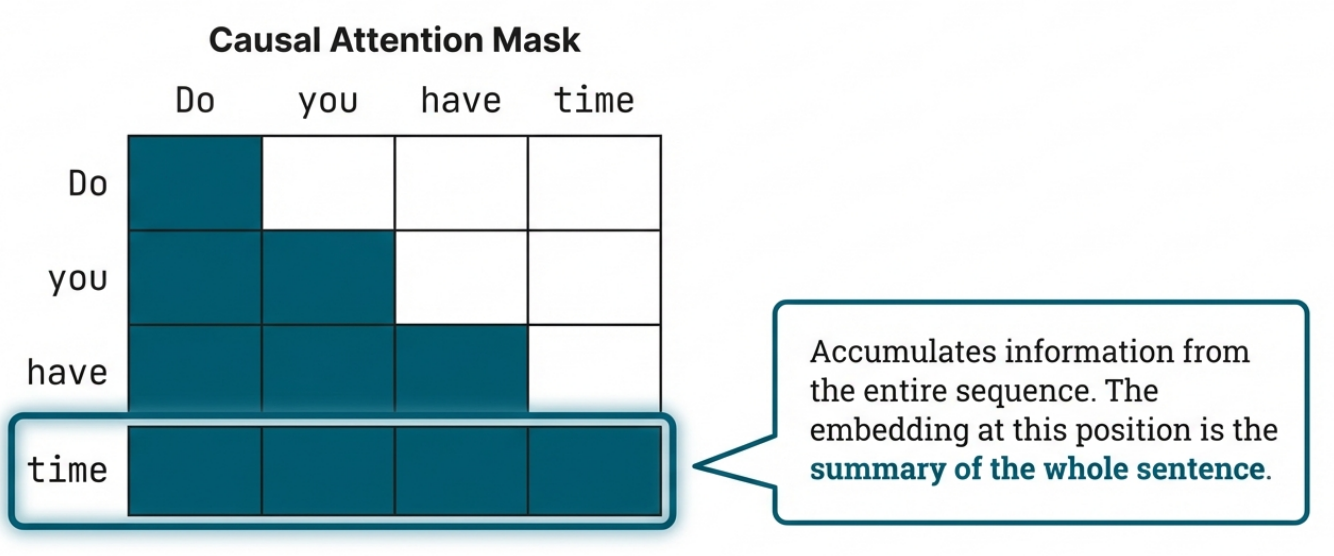 Causal Attention Mask
Do you have time
Do
you
have
time
Accumulates information from
the entire sequence. The
embedding at this position is the
summary of the whole sentence.